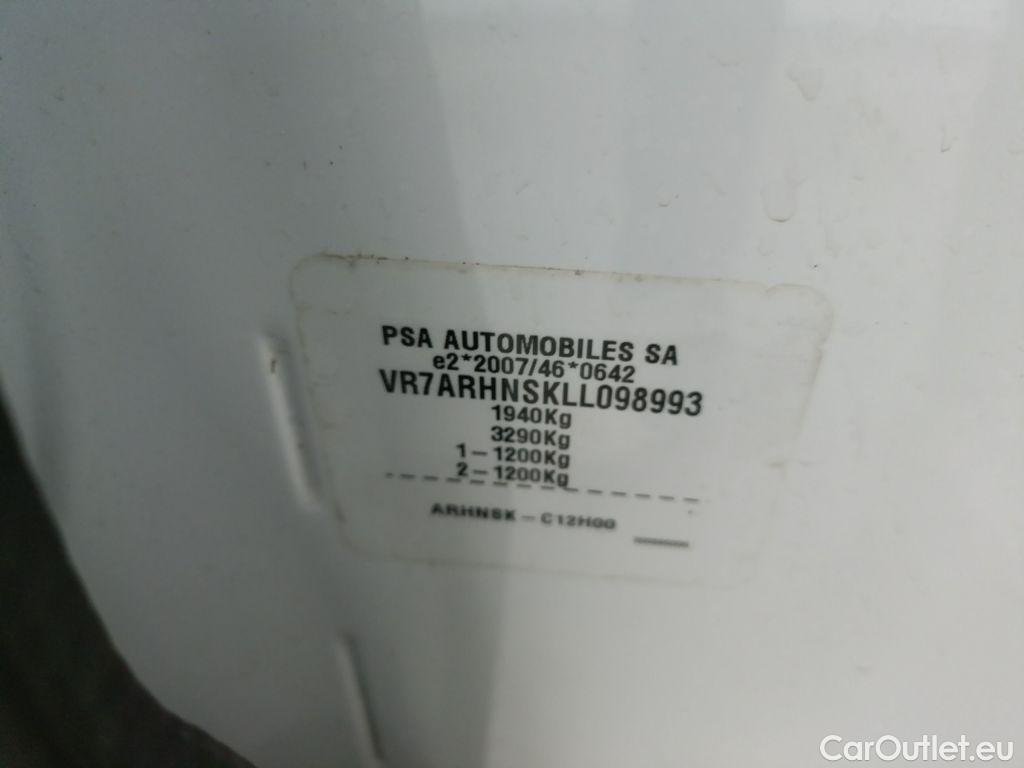 PSA AUTOMOBILES SA
e2*2007/46*0642
VR7ARHNSKLL098993
1940Kg
3290Kg
1-1200Kg
2-1200Kg
ARHNSK-C12H00
CarOutlet.eu